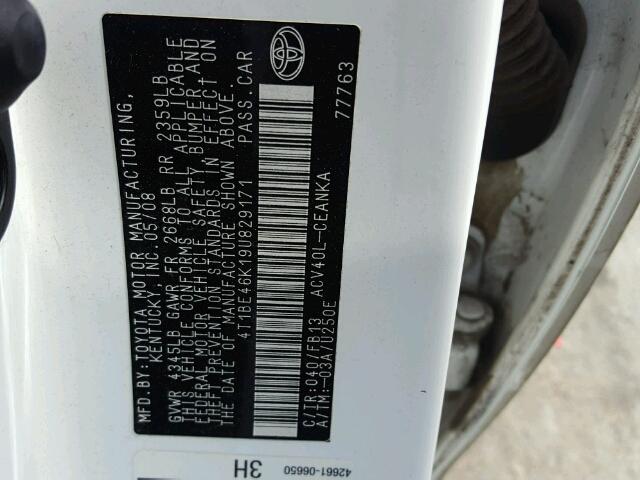 MFD. BY: TOYOTA MOTOR MANUFACTURING,
KENTUCKY, INC. 05/08
GVWR 4345LB GAWR FR 2668LB RR 2359LB
THIS VEHICLE CONFORMS TO ALL APPLICABLE
FEDERAL MOTOR VEHICLE SAFETY, BUMPER, AND
THEFT PREVENTION STANDARDS IN EFFECT ON
THE DATE OF MANUFACTURE SHOWN ABOVE.
4T1BE46K19U829171 PASS. CAR
C/TR: 040/FB13 ACV40L-CEANKA
A/TM: -03A/U250E 77763
42661-06650
3H